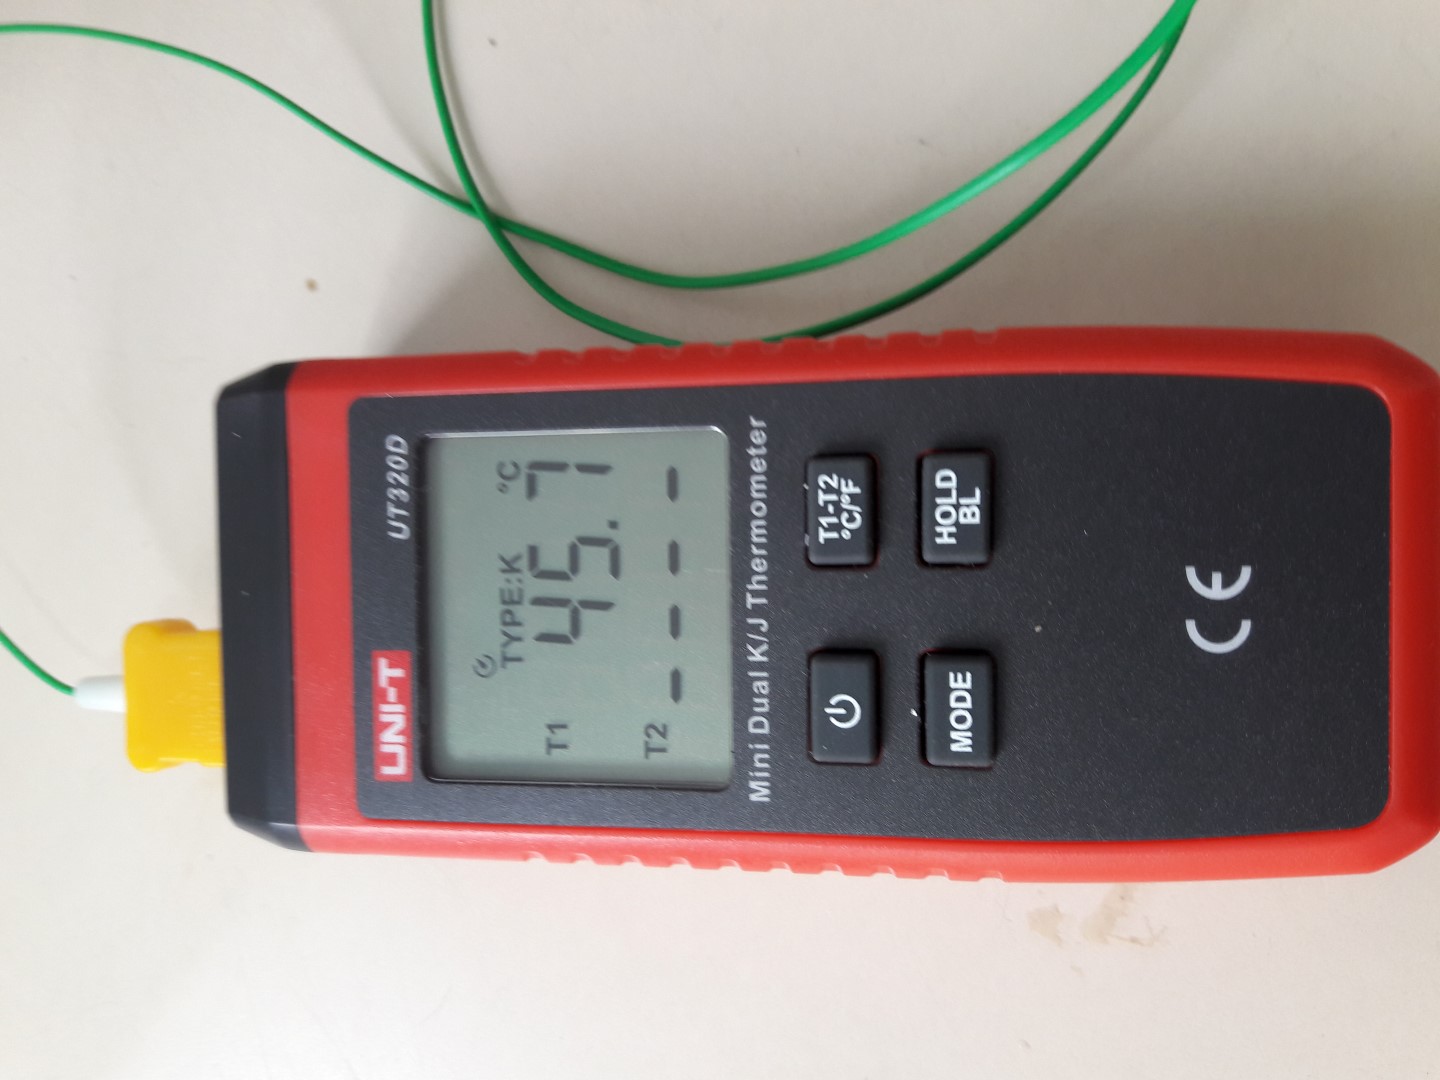 UNI-T UT320D
TYPE:K °C
T1 45.7
T2 - - - -
Mini Dual K/J Thermometer
T1-T2
°C/°F
MODE
HOLD
BL
CE